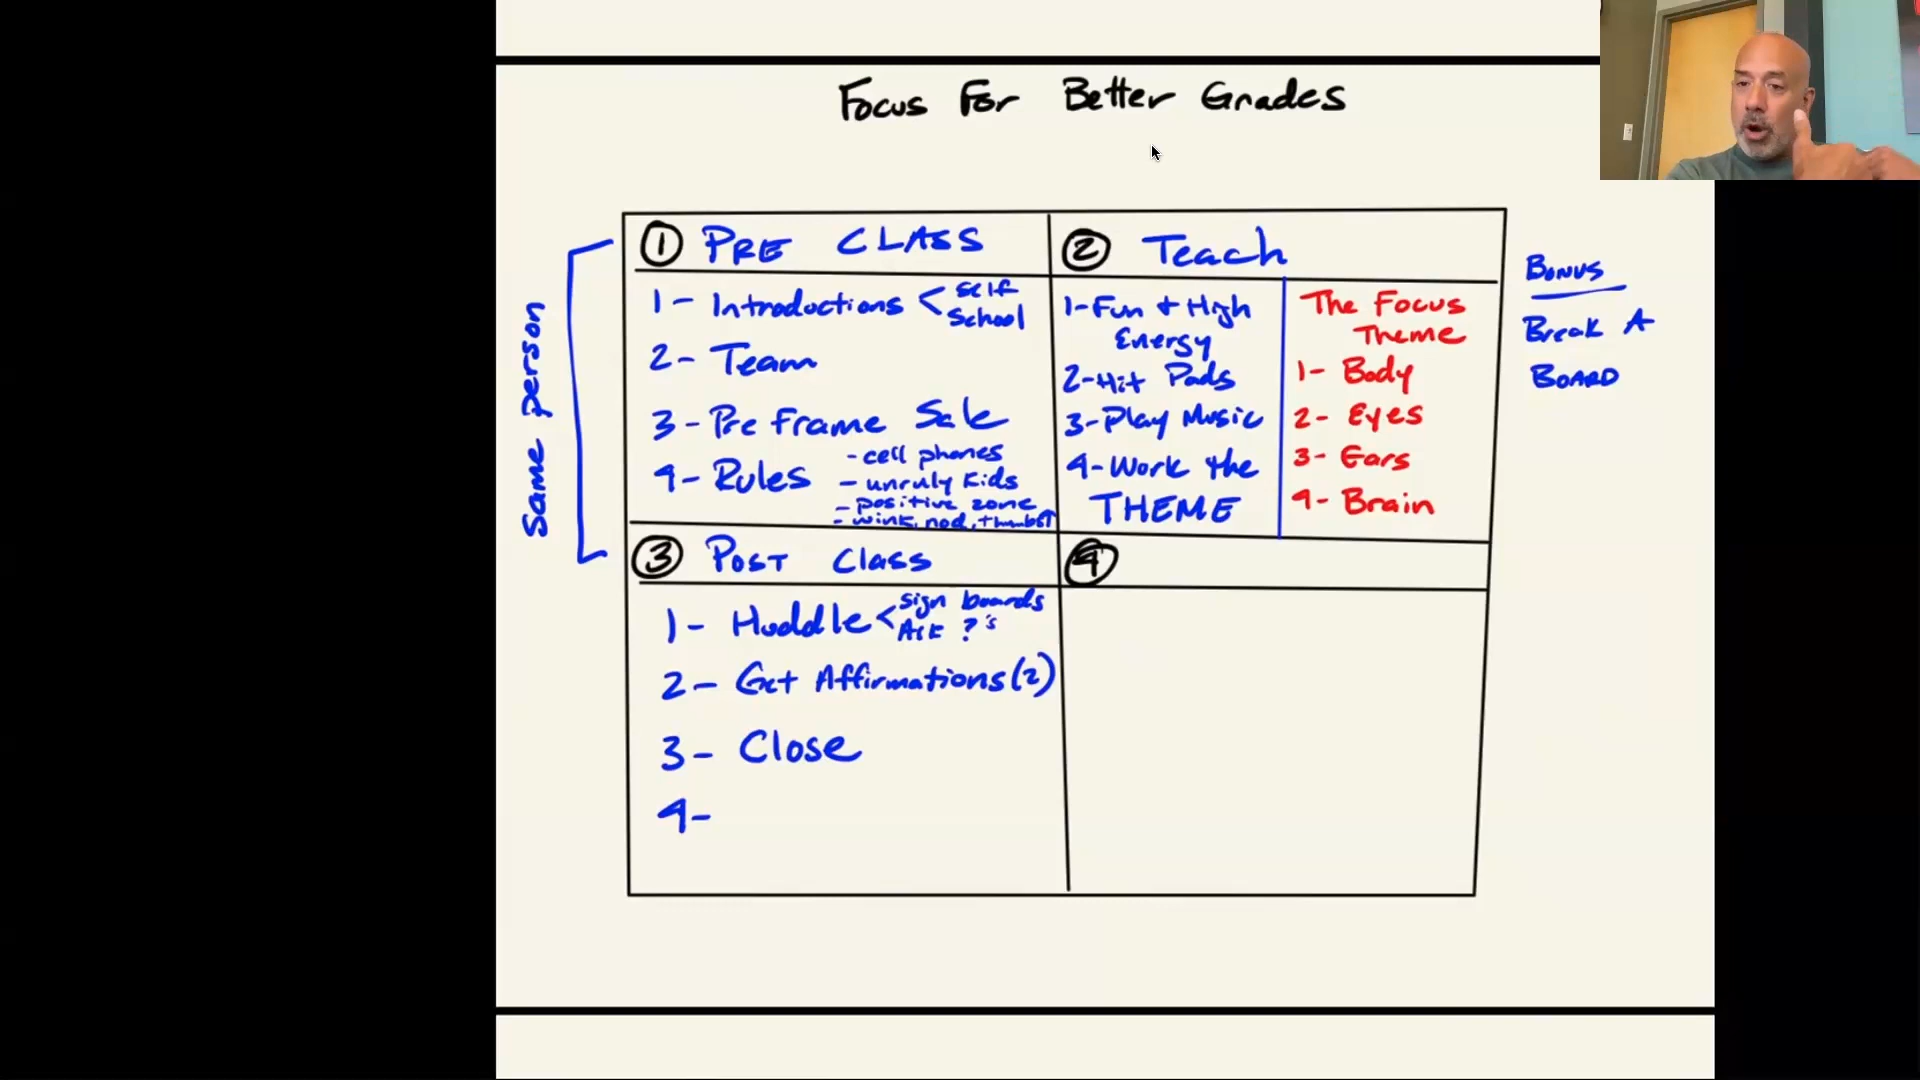 Focus For Better Grades
Same person
① PRE CLASS
1- Introductions < self
School
2- Team
3- Pre Frame Sale
4- Rules - cell phones
- unruly kids
- positive zone
- wink, nod, thumbs↑
② Teach
1- Fun + High
Energy
2- Hit Pads
3- Play Music
4- Work the
THEME
The Focus
Theme
1- Body
2- Eyes
3- Ears
4- Brain
Bonus
Break A
BOARD
③ Post Class
1- Huddle < sign boards
Ask ?'s
2- Get Affirmations (2)
3- Close
4-
④